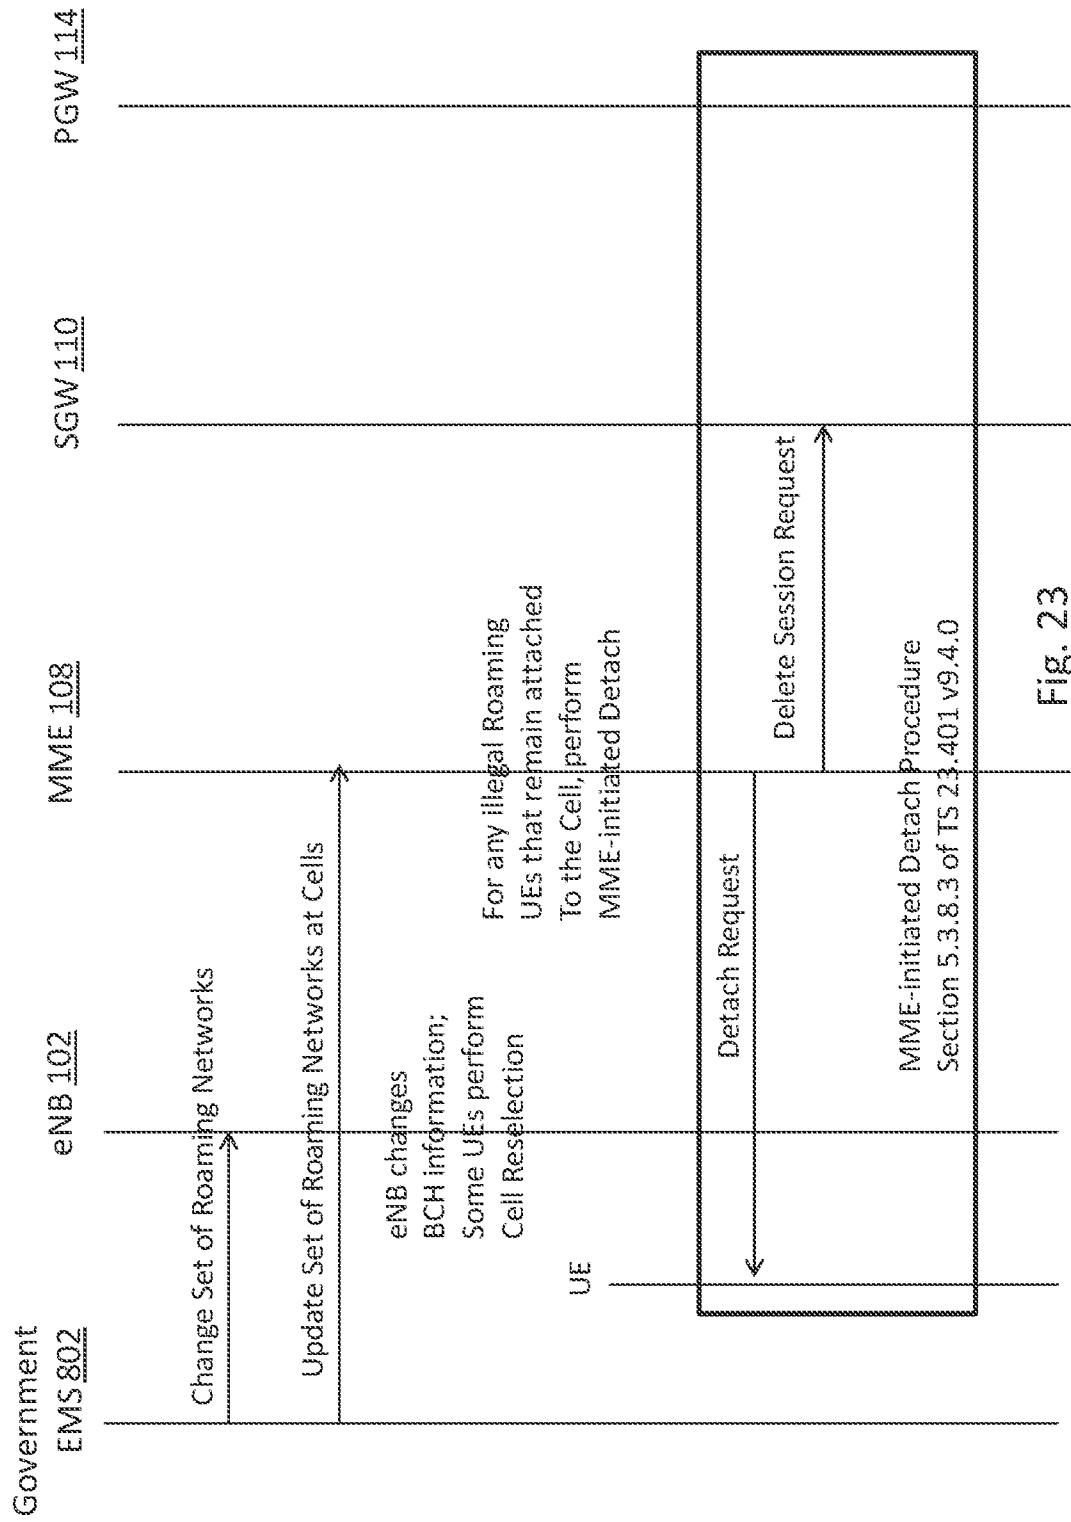 Government
EMS 802
eNB 102
MME 108
SGW 110
PGW 114
Change Set of Roaming Networks
Update Set of Roaming Networks at Cells
eNB changes
BCH information;
Some UEs perform
Cell Reselection
For any illegal Roaming
UEs that remain attached
To the Cell, perform
MME-initiated Detach
UE
Detach Request
Delete Session Request
MME-initiated Detach Procedure
Section 5.3.8.3 of TS 23.401 v9.4.0
Fig. 23